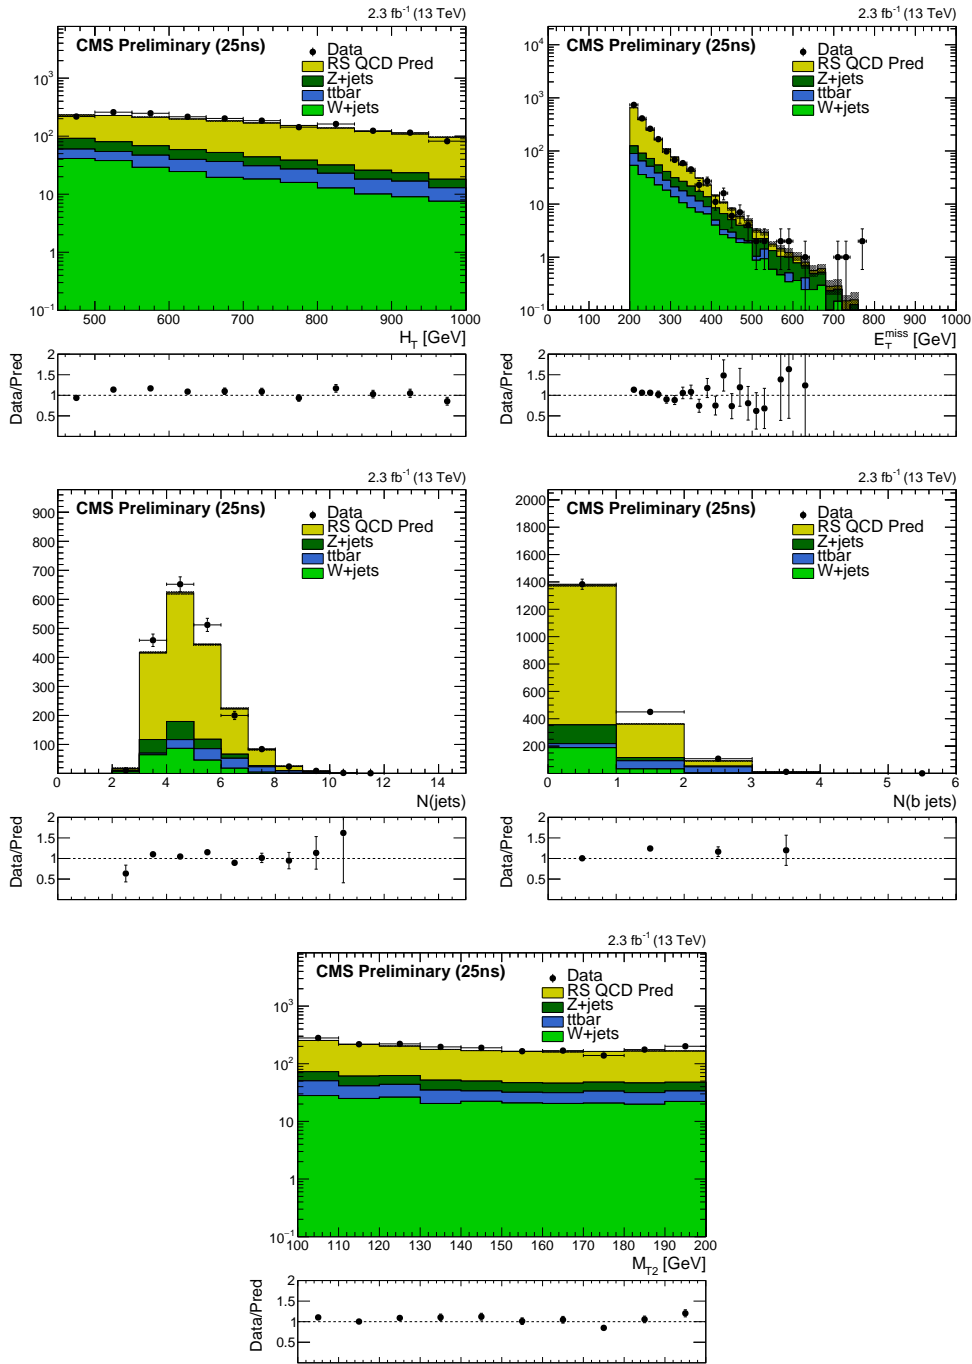 2.3 fb⁻¹ (13 TeV)
CMS Preliminary (25ns)
Data
RS QCD Pred
Z+jets
ttbar
W+jets
10³
10²
10
1
10⁻¹
500 600 700 800 900 1000
H_T [GeV]
Data/Pred
2
1.5
1
0.5
2.3 fb⁻¹ (13 TeV)
CMS Preliminary (25ns)
Data
RS QCD Pred
Z+jets
ttbar
W+jets
10⁴
10³
10²
10
1
10⁻¹
0 100 200 300 400 500 600 700 800 900 1000
E_T^miss [GeV]
Data/Pred
2
1.5
1
0.5
2.3 fb⁻¹ (13 TeV)
CMS Preliminary (25ns)
Data
RS QCD Pred
Z+jets
ttbar
W+jets
900
800
700
600
500
400
300
200
100
0 2 4 6 8 10 12 14
N(jets)
Data/Pred
2
1.5
1
0.5
2.3 fb⁻¹ (13 TeV)
CMS Preliminary (25ns)
Data
RS QCD Pred
Z+jets
ttbar
W+jets
2000
1800
1600
1400
1200
1000
800
600
400
200
0 1 2 3 4 5 6
N(b jets)
Data/Pred
2
1.5
1
0.5
2.3 fb⁻¹ (13 TeV)
CMS Preliminary (25ns)
Data
RS QCD Pred
Z+jets
ttbar
W+jets
10³
10²
10
1
10⁻¹
100 110 120 130 140 150 160 170 180 190 200
M_T2 [GeV]
Data/Pred
2
1.5
1
0.5